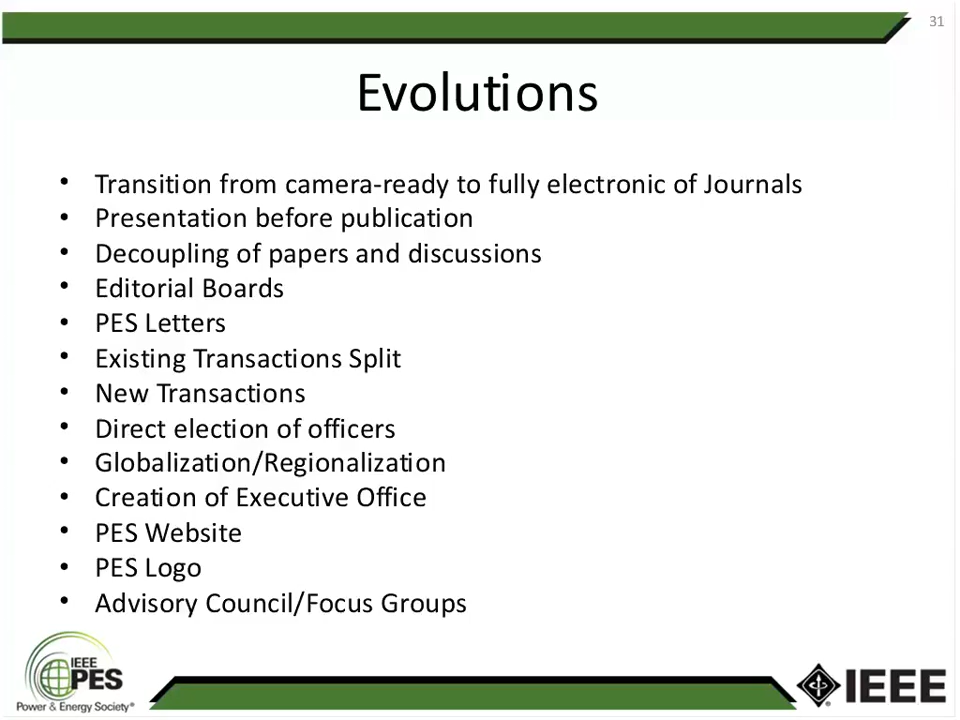 31
Evolutions
• Transition from camera-ready to fully electronic of Journals
• Presentation before publication
• Decoupling of papers and discussions
• Editorial Boards
• PES Letters
• Existing Transactions Split
• New Transactions
• Direct election of officers
• Globalization/Regionalization
• Creation of Executive Office
• PES Website
• PES Logo
• Advisory Council/Focus Groups
IEEE
PES
Power & Energy Society®
IEEE